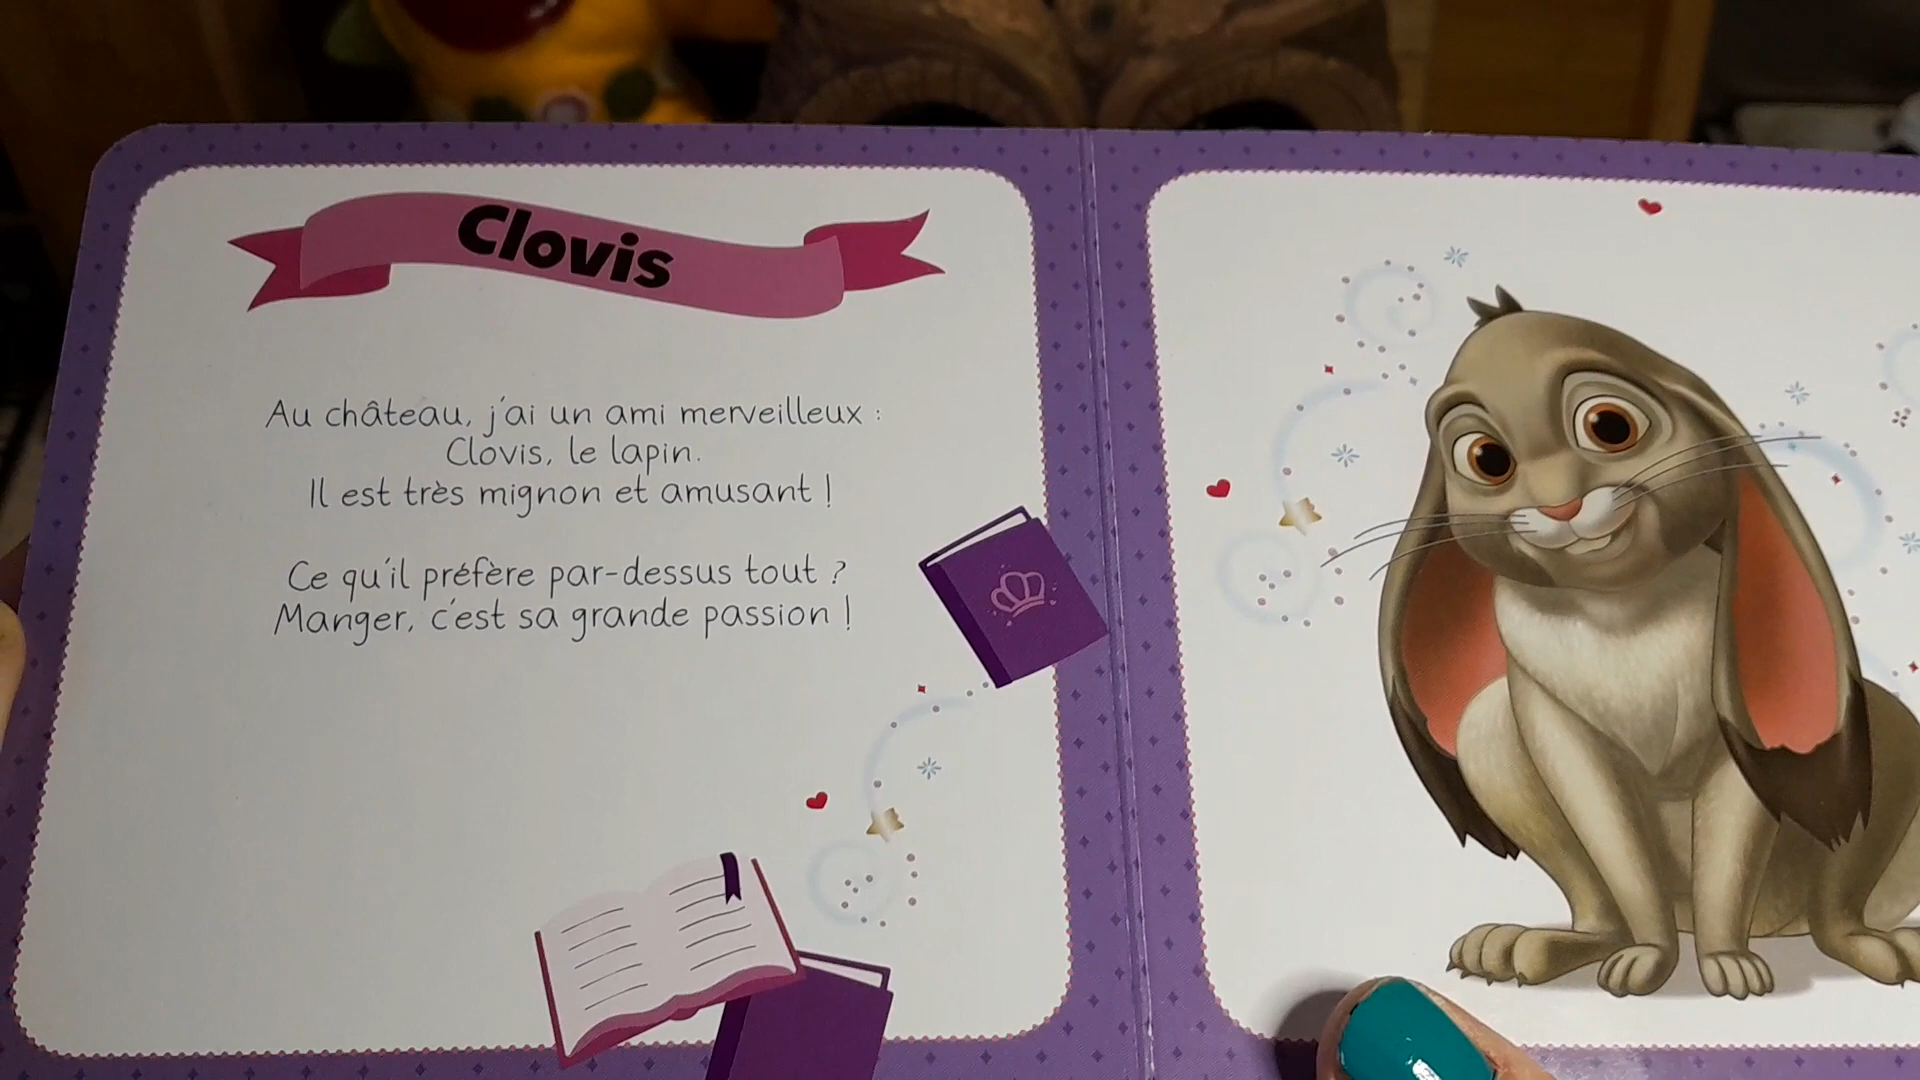 Clovis
Au château, j'ai un ami merveilleux :
Clovis, le lapin.
Il est très mignon et amusant !
Ce qu'il préfère par-dessus tout ?
Manger, c'est sa grande passion !